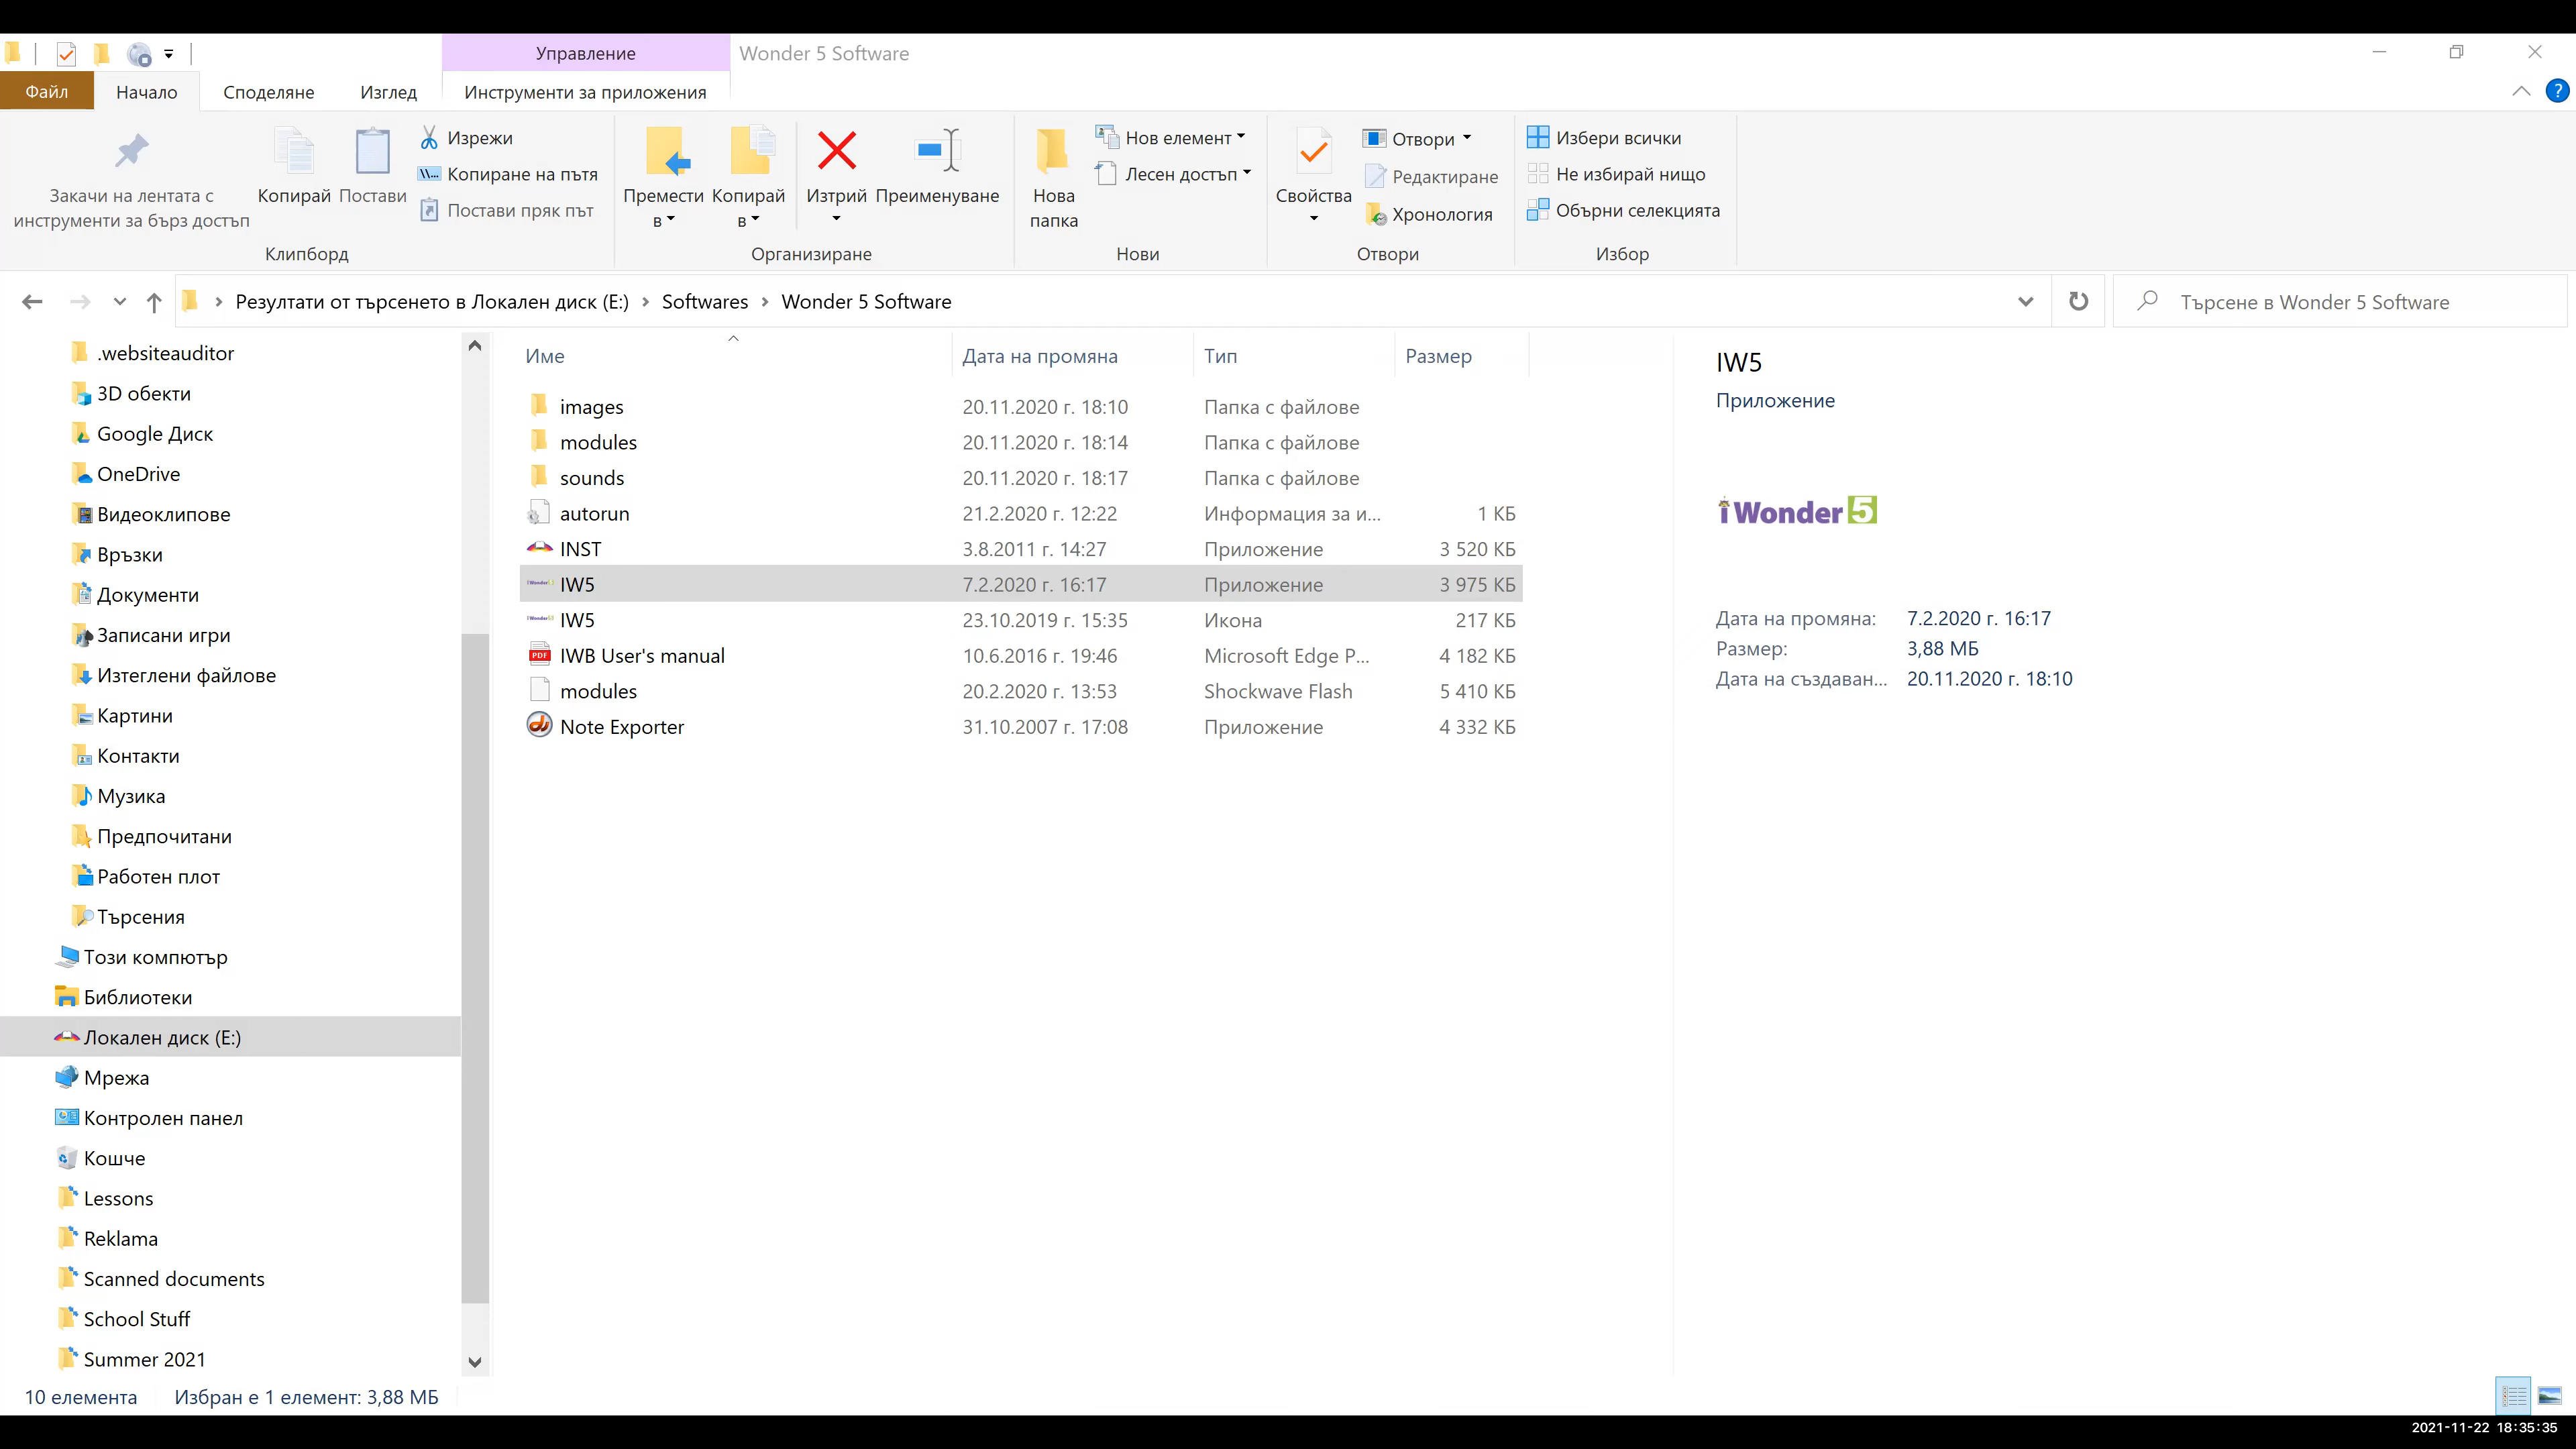 Управление
Wonder 5 Software
Файл
Начало
Споделяне
Изглед
Инструменти за приложения
Закачи на лентата с
инструменти за бърз достъп
Копирай
Постави
Изрежи
Копиране на пътя
Постави пряк път
Клипборд
Премести
в
Копирай
в
Изтрий
Преименуване
Организиране
Нова
папка
Нов елемент
Лесен достъп
Нови
Свойства
Отвори
Редактиране
Хронология
Отвори
Избери всички
Не избирай нищо
Обърни селекцията
Избор
Резултати от търсенето в Локален диск (E:) › Softwares › Wonder 5 Software
Търсене в Wonder 5 Software
.websiteauditor
3D обекти
Google Диск
OneDrive
Видеоклипове
Връзки
Документи
Записани игри
Изтеглени файлове
Картини
Контакти
Музика
Предпочитани
Работен плот
Търсения
Този компютър
Библиотеки
Локален диск (E:)
Мрежа
Контролен панел
Кошче
Lessons
Reklama
Scanned documents
School Stuff
Summer 2021
Име Дата на промяна Тип Размер
images 20.11.2020 г. 18:10 Папка с файлове
modules 20.11.2020 г. 18:14 Папка с файлове
sounds 20.11.2020 г. 18:17 Папка с файлове
autorun 21.2.2020 г. 12:22 Информация за и... 1 КБ
INST 3.8.2011 г. 14:27 Приложение 3 520 КБ
IW5 7.2.2020 г. 16:17 Приложение 3 975 КБ
IW5 23.10.2019 г. 15:35 Икона 217 КБ
IWB User's manual 10.6.2016 г. 19:46 Microsoft Edge P... 4 182 КБ
modules 20.2.2020 г. 13:53 Shockwave Flash 5 410 КБ
Note Exporter 31.10.2007 г. 17:08 Приложение 4 332 КБ
IW5
Приложение
iWonder 5
Дата на промяна: 7.2.2020 г. 16:17
Размер: 3,88 МБ
Дата на създаван... 20.11.2020 г. 18:10
10 елемента Избран е 1 елемент: 3,88 МБ
2021-11-22 18:35:35